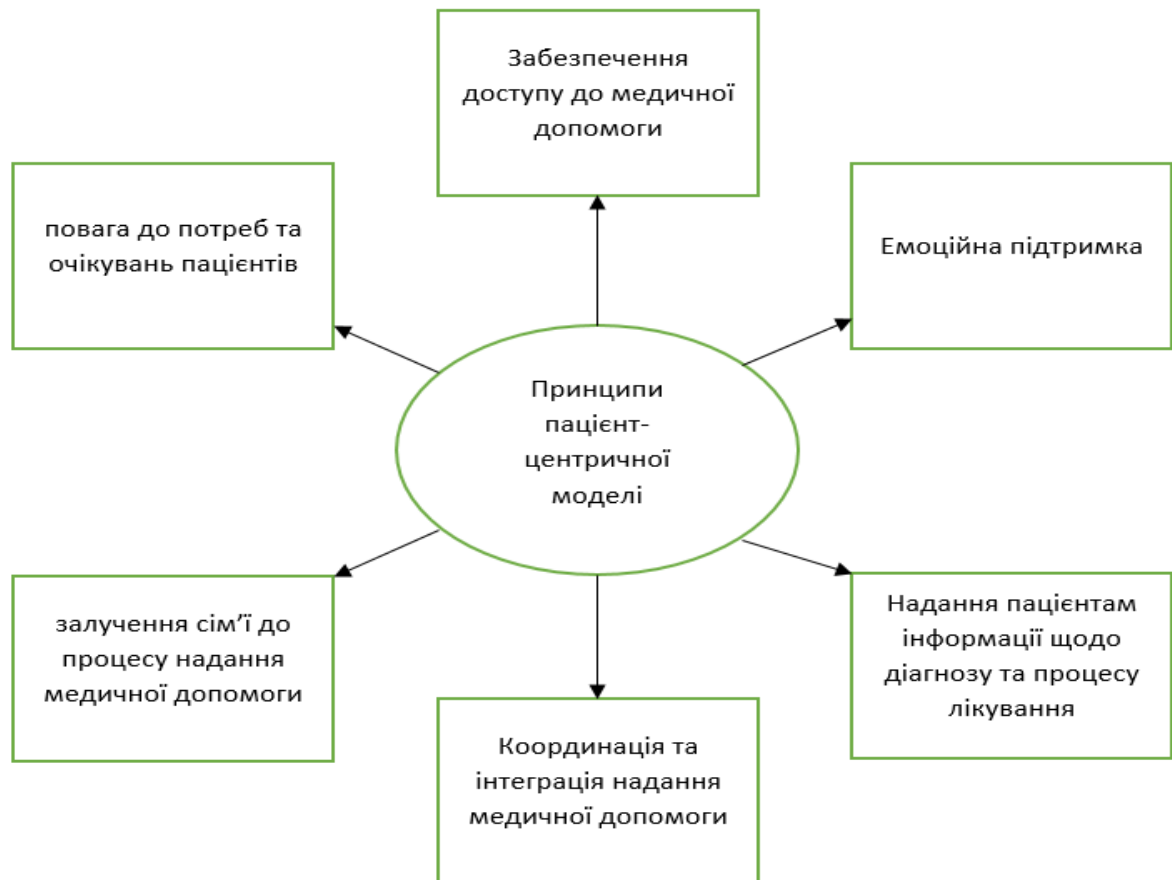 Забезпечення
доступу до медичної
допомоги
повага до потреб та
очікувань пацієнтів
Емоційна підтримка
Принципи
пацієнт-
центричної
моделі
залучення сім’ї до
процесу надання
медичної допомоги
Надання пацієнтам
інформації щодо
діагнозу та процесу
лікування
Координація та
інтеграція надання
медичної допомоги